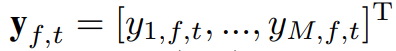 𝐲_{f,t} = [y_{1,f,t}, ..., y_{M,f,t}]^T